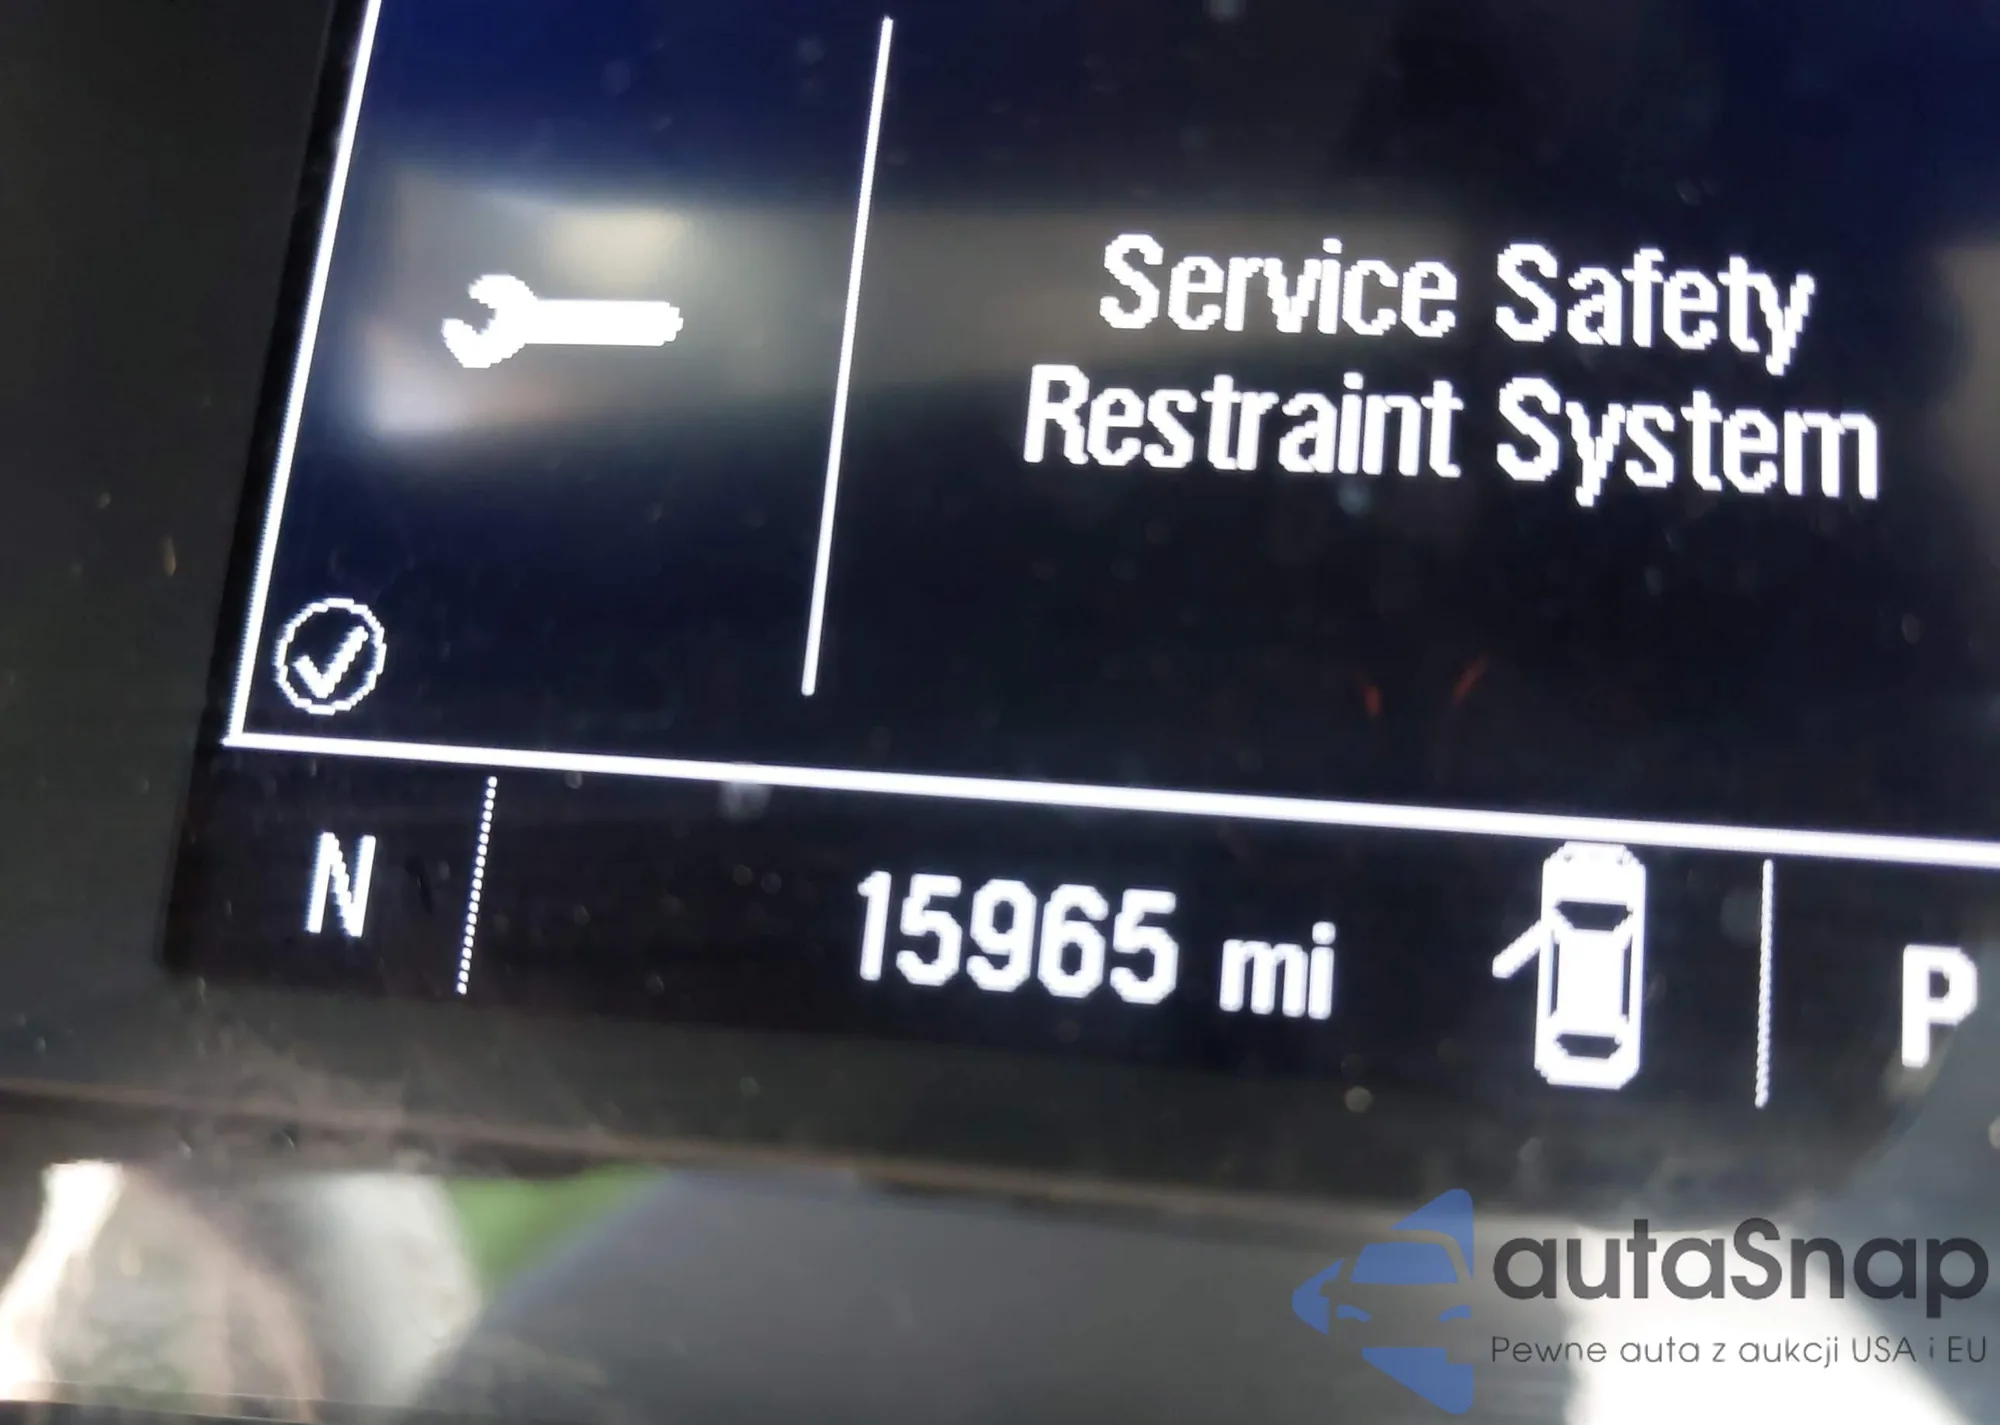 Service Safety
Restraint System
N
15965 mi
P
autaSnap
Pewne auta z aukcji USA i EU